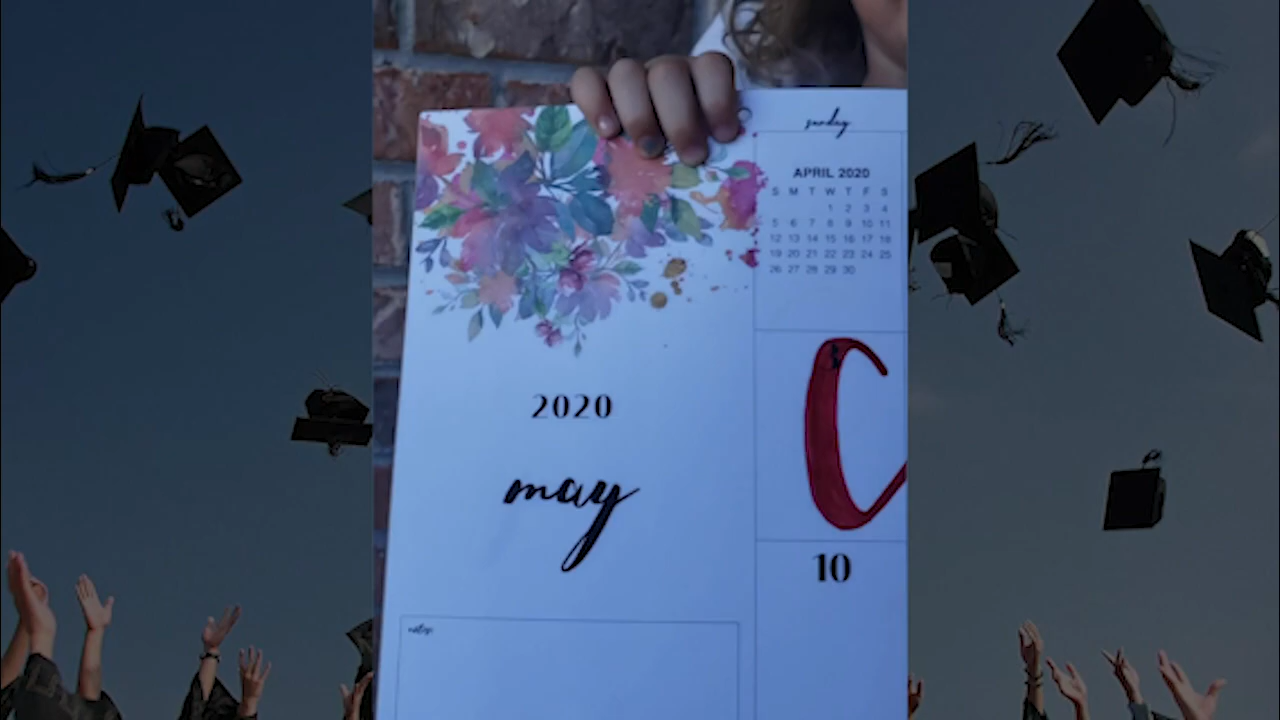 sunday
APRIL 2020
S M T W T F S
1 2 3 4
5 6 7 8 9 10 11
12 13 14 15 16 17 18
19 20 21 22 23 24 25
26 27 28 29 30
2020
may
C
10
notes: